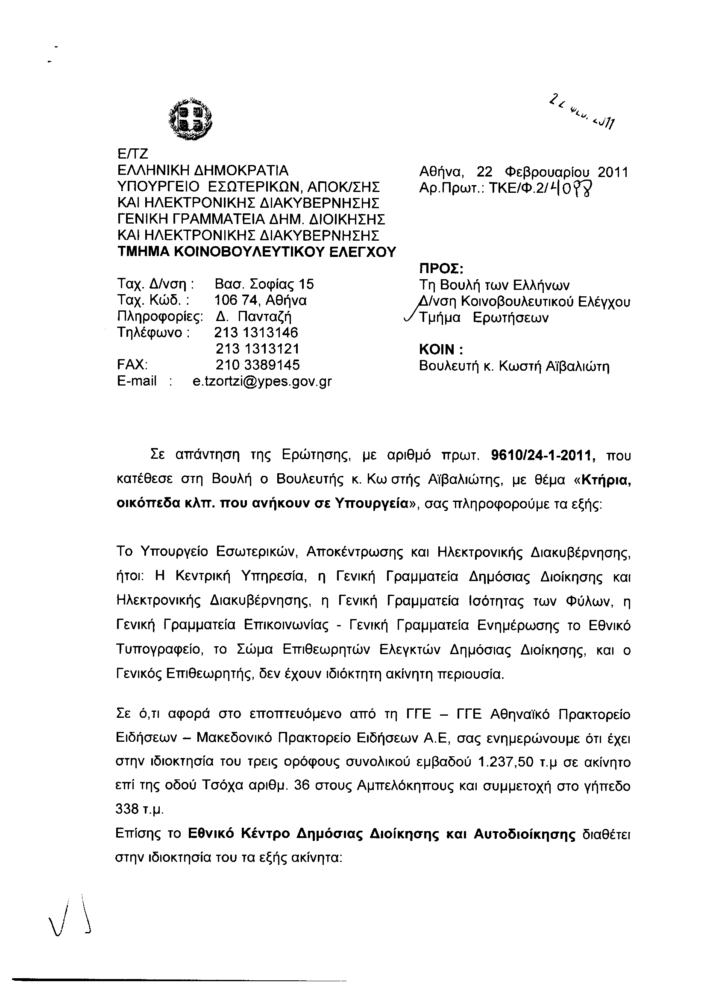 22 ΦΕΒ. 2011
Ε/ΤΖ
ΕΛΛΗΝΙΚΗ ΔΗΜΟΚΡΑΤΙΑ
ΥΠΟΥΡΓΕΙΟ ΕΣΩΤΕΡΙΚΩΝ, ΑΠΟΚ/ΣΗΣ
ΚΑΙ ΗΛΕΚΤΡΟΝΙΚΗΣ ΔΙΑΚΥΒΕΡΝΗΣΗΣ
ΓΕΝΙΚΗ ΓΡΑΜΜΑΤΕΙΑ ΔΗΜ. ΔΙΟΙΚΗΣΗΣ
ΚΑΙ ΗΛΕΚΤΡΟΝΙΚΗΣ ΔΙΑΚΥΒΕΡΝΗΣΗΣ
ΤΜΗΜΑ ΚΟΙΝΟΒΟΥΛΕΥΤΙΚΟΥ ΕΛΕΓΧΟΥ
Ταχ. Δ/νση : Βασ. Σοφίας 15
Ταχ. Κώδ. : 106 74, Αθήνα
Πληροφορίες: Δ. Πανταζή
Τηλέφωνο : 213 1313146
213 1313121
FAX: 210 3389145
E-mail : e.tzortzi@ypes.gov.gr
Αθήνα, 22 Φεβρουαρίου 2011
Αρ.Πρωτ.: ΤΚΕ/Φ.2/
ΠΡΟΣ:
Τη Βουλή των Ελλήνων
Δ/νση Κοινοβουλευτικού Ελέγχου
Τμήμα Ερωτήσεων
ΚΟΙΝ :
Βουλευτή κ. Κωστή Αϊβαλιώτη
Σε απάντηση της Ερώτησης, με αριθμό πρωτ. 9610/24-1-2011, που
κατέθεσε στη Βουλή ο Βουλευτής κ. Κω στής Αϊβαλιώτης, με θέμα «Κτήρια,
οικόπεδα κλπ. που ανήκουν σε Υπουργεία», σας πληροφορούμε τα εξής:
Το Υπουργείο Εσωτερικών, Αποκέντρωσης και Ηλεκτρονικής Διακυβέρνησης,
ήτοι: Η Κεντρική Υπηρεσία, η Γενική Γραμματεία Δημόσιας Διοίκησης και
Ηλεκτρονικής Διακυβέρνησης, η Γενική Γραμματεία Ισότητας των Φύλων, η
Γενική Γραμματεία Επικοινωνίας - Γενική Γραμματεία Ενημέρωσης το Εθνικό
Τυπογραφείο, το Σώμα Επιθεωρητών Ελεγκτών Δημόσιας Διοίκησης, και ο
Γενικός Επιθεωρητής, δεν έχουν ιδιόκτητη ακίνητη περιουσία.
Σε ό,τι αφορά στο εποπτευόμενο από τη ΓΓΕ – ΓΓΕ Αθηναϊκό Πρακτορείο
Ειδήσεων – Μακεδονικό Πρακτορείο Ειδήσεων Α.Ε, σας ενημερώνουμε ότι έχει
στην ιδιοκτησία του τρεις ορόφους συνολικού εμβαδού 1.237,50 τ.μ σε ακίνητο
επί της οδού Τσόχα αριθμ. 36 στους Αμπελόκηπους και συμμετοχή στο γήπεδο
338 τ.μ.
Επίσης το Εθνικό Κέντρο Δημόσιας Διοίκησης και Αυτοδιοίκησης διαθέτει
στην ιδιοκτησία του τα εξής ακίνητα: